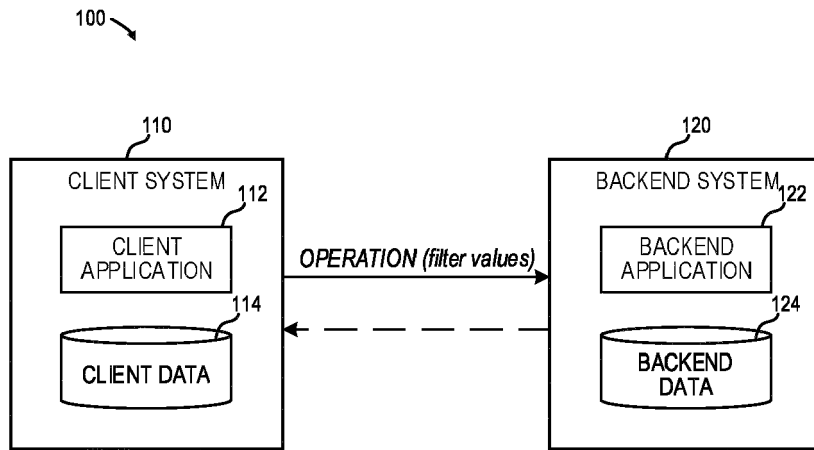 100
110
120
CLIENT SYSTEM
BACKEND SYSTEM
112
122
CLIENT
APPLICATION
OPERATION (filter values)
BACKEND
APPLICATION
114
124
CLIENT DATA
BACKEND
DATA